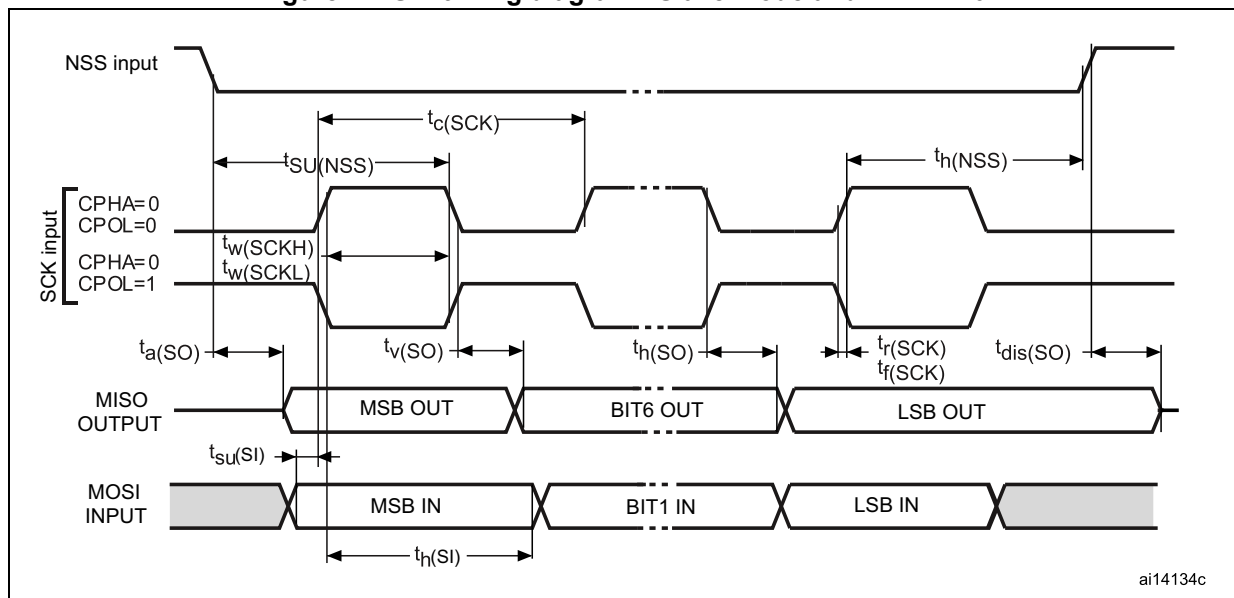 NSS input
tc(SCK)
tSU(NSS)
th(NSS)
SCK input
CPHA=0
CPOL=0
tw(SCKH)
CPHA=0
tw(SCKL)
CPOL=1
ta(SO)
tv(SO)
th(SO)
tr(SCK)
tf(SCK)
tdis(SO)
MISO
OUTPUT
MSB OUT
BIT6 OUT
LSB OUT
tsu(SI)
MOSI
INPUT
MSB IN
BIT1 IN
LSB IN
th(SI)
ai14134c